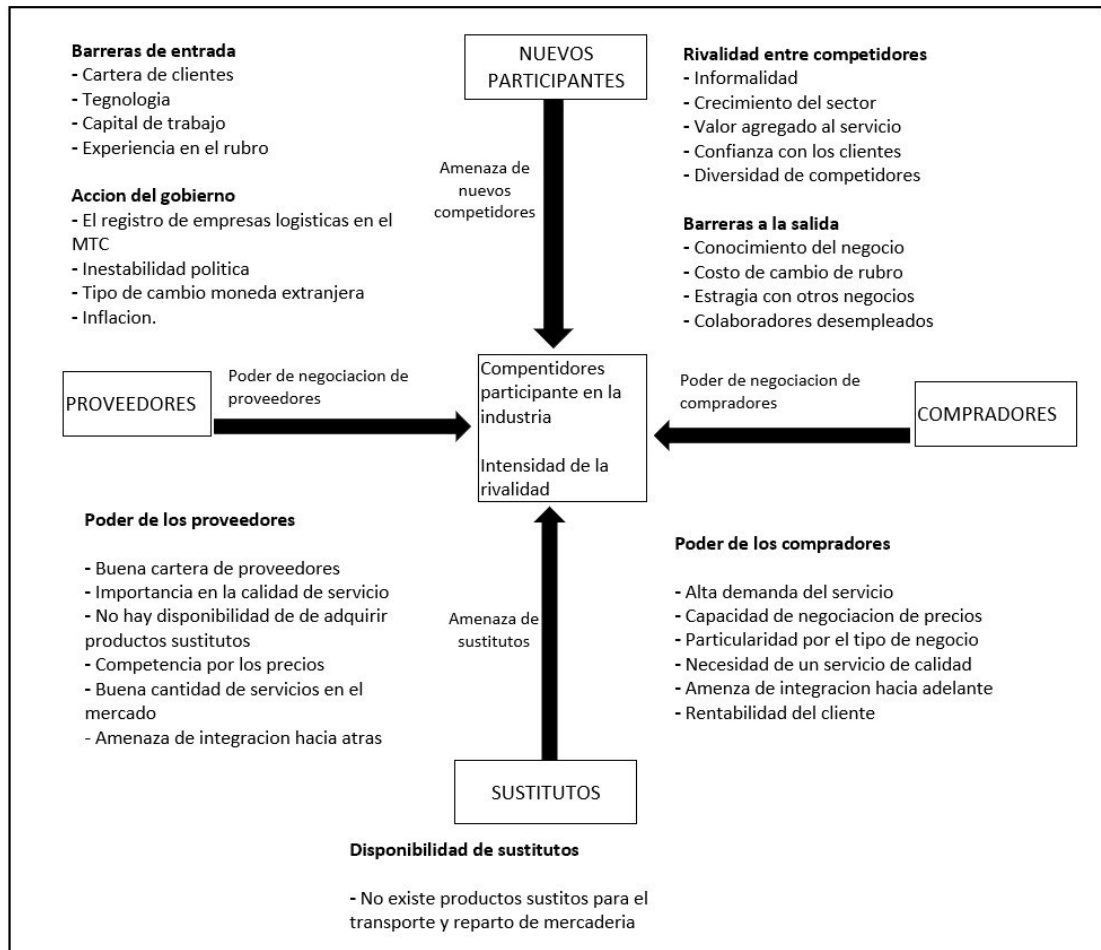 Barreras de entrada
- Cartera de clientes
- Tegnologia
- Capital de trabajo
- Experiencia en el rubro
Accion del gobierno
- El registro de empresas logisticas en el
MTC
- Inestabilidad politica
- Tipo de cambio moneda extranjera
- Inflacion.
NUEVOS
PARTICIPANTES
Amenaza de
nuevos
competidores
Rivalidad entre competidores
- Informalidad
- Crecimiento del sector
- Valor agregado al servicio
- Confianza con los clientes
- Diversidad de competidores
Barreras a la salida
- Conocimiento del negocio
- Costo de cambio de rubro
- Estragia con otros negocios
- Colaboradores desempleados
PROVEEDORES
Poder de negociacion de
proveedores
Compentidores
participante en la
industria
Intensidad de la
rivalidad
Poder de negociacion de
compradores
COMPRADORES
Poder de los proveedores
- Buena cartera de proveedores
- Importancia en la calidad de servicio
- No hay disponibilidad de de adquirir
productos sustitutos
- Competencia por los precios
- Buena cantidad de servicios en el
mercado
- Amenaza de integracion hacia atras
Amenaza de
sustitutos
Poder de los compradores
- Alta demanda del servicio
- Capacidad de negociacion de precios
- Particularidad por el tipo de negocio
- Necesidad de un servicio de calidad
- Amenza de integracion hacia adelante
- Rentabilidad del cliente
SUSTITUTOS
Disponibilidad de sustitutos
- No existe productos sustitos para el
transporte y reparto de mercaderia